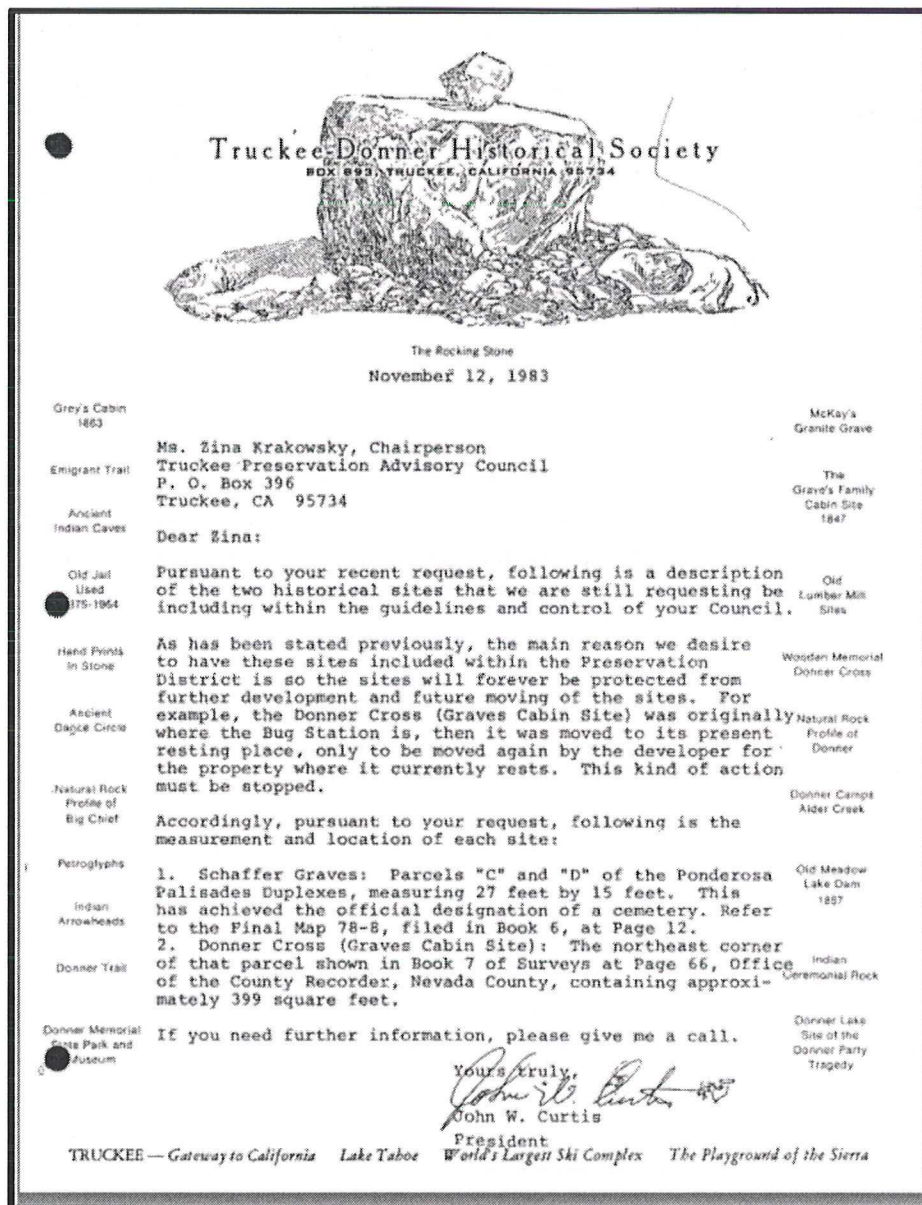 Truckee-Donner Historical Society
BOX 893, TRUCKEE, CALIFORNIA 95734
The Rocking Stone
November 12, 1983
Grey's Cabin
1863
Emigrant Trail
Ancient
Indian Caves
Old Jail
Used
1875-1964
Hand Prints
In Stone
Ancient
Dance Circle
Natural Rock
Profile of
Big Chief
Petroglyphs
Indian
Arrowheads
Donner Trail
Donner Memorial
State Park and
Museum
Ms. Zina Krakowsky, Chairperson
Truckee Preservation Advisory Council
P. O. Box 396
Truckee, CA 95734
Dear Zina:
Pursuant to your recent request, following is a description
of the two historical sites that we are still requesting be
including within the guidelines and control of your Council.
As has been stated previously, the main reason we desire
to have these sites included within the Preservation
District is so the sites will forever be protected from
further development and future moving of the sites. For
example, the Donner Cross (Graves Cabin Site) was originally
where the Bug Station is, then it was moved to its present
resting place, only to be moved again by the developer for
the property where it currently rests. This kind of action
must be stopped.
Accordingly, pursuant to your request, following is the
measurement and location of each site:
1. Schaffer Graves: Parcels "C" and "D" of the Ponderosa
Palisades Duplexes, measuring 27 feet by 15 feet. This
has achieved the official designation of a cemetery. Refer
to the Final Map 78-8, filed in Book 6, at Page 12.
2. Donner Cross (Graves Cabin Site): The northeast corner
of that parcel shown in Book 7 of Surveys at Page 66, Office
of the County Recorder, Nevada County, containing approxi-
mately 399 square feet.
If you need further information, please give me a call.
Yours truly,
John W. Curtis
John W. Curtis
President
McKay's
Granite Grave
The
Grave's Family
Cabin Site
1847
Old
Lumber Mill
Sites
Wooden Memorial
Donner Cross
Natural Rock
Profile of
Donner
Donner Camps
Alder Creek
Old Meadow
Lake Dam
1857
Indian
Ceremonial Rock
Donner Lake
Site of the
Donner Party
Tragedy
TRUCKEE — Gateway to California Lake Tahoe World's Largest Ski Complex The Playground of the Sierra